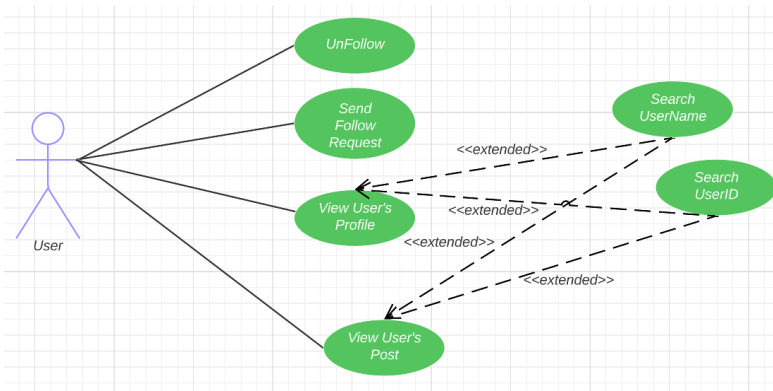 UnFollow
Send
Follow
Request
Search
UserName
<<extended>>
Search
UserID
View User's
Profile
<<extended>>
User
<<extended>>
<<extended>>
View User's
Post